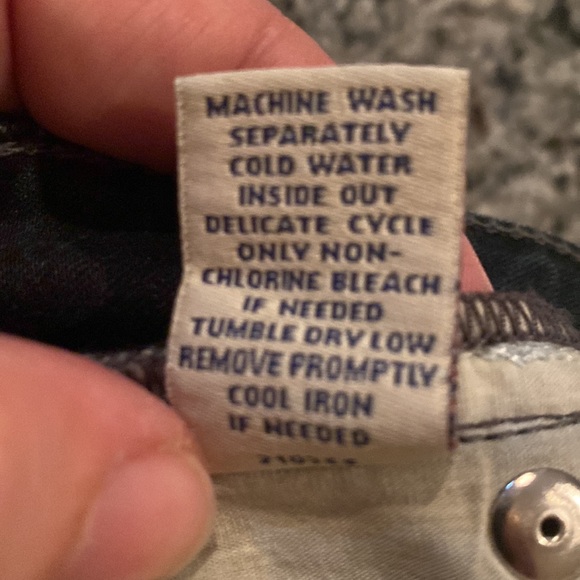 MACHINE WASH
SEPARATELY
COLD WATER
INSIDE OUT
DELICATE CYCLE
ONLY NON-
CHLORINE BLEACH
IF NEEDED
TUMBLE DRY LOW
REMOVE PROMPTLY
COOL IRON
IF NEEDED